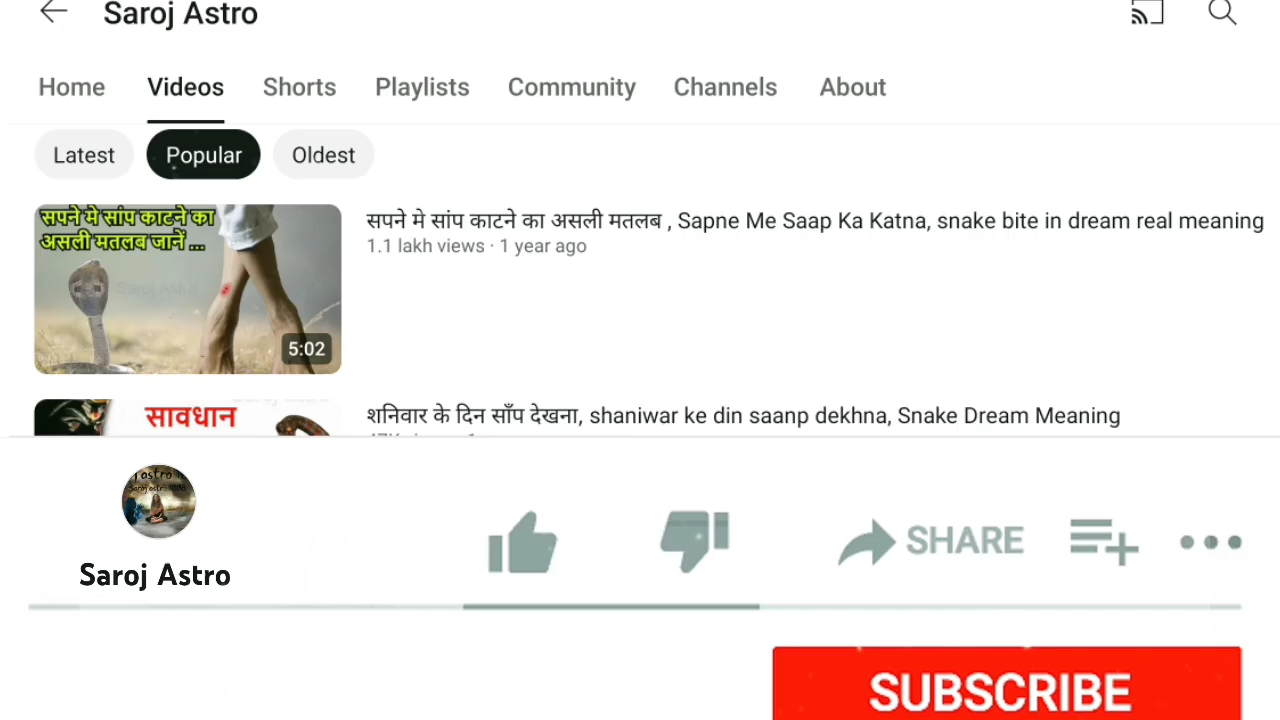 Saroj Astro
Home Videos Shorts Playlists Community Channels About
Latest Popular Oldest
सपने मे सांप काटने का
असली मतलब जानें ...
Saroj Astro
5:02
सपने मे सांप काटने का असली मतलब , Sapne Me Saap Ka Katna, snake bite in dream real meaning
1.1 lakh views · 1 year ago
सावधान
शनिवार के दिन साँप देखना, shaniwar ke din saanp dekhna, Snake Dream Meaning
Saroj Astro
SHARE
SUBSCRIBE